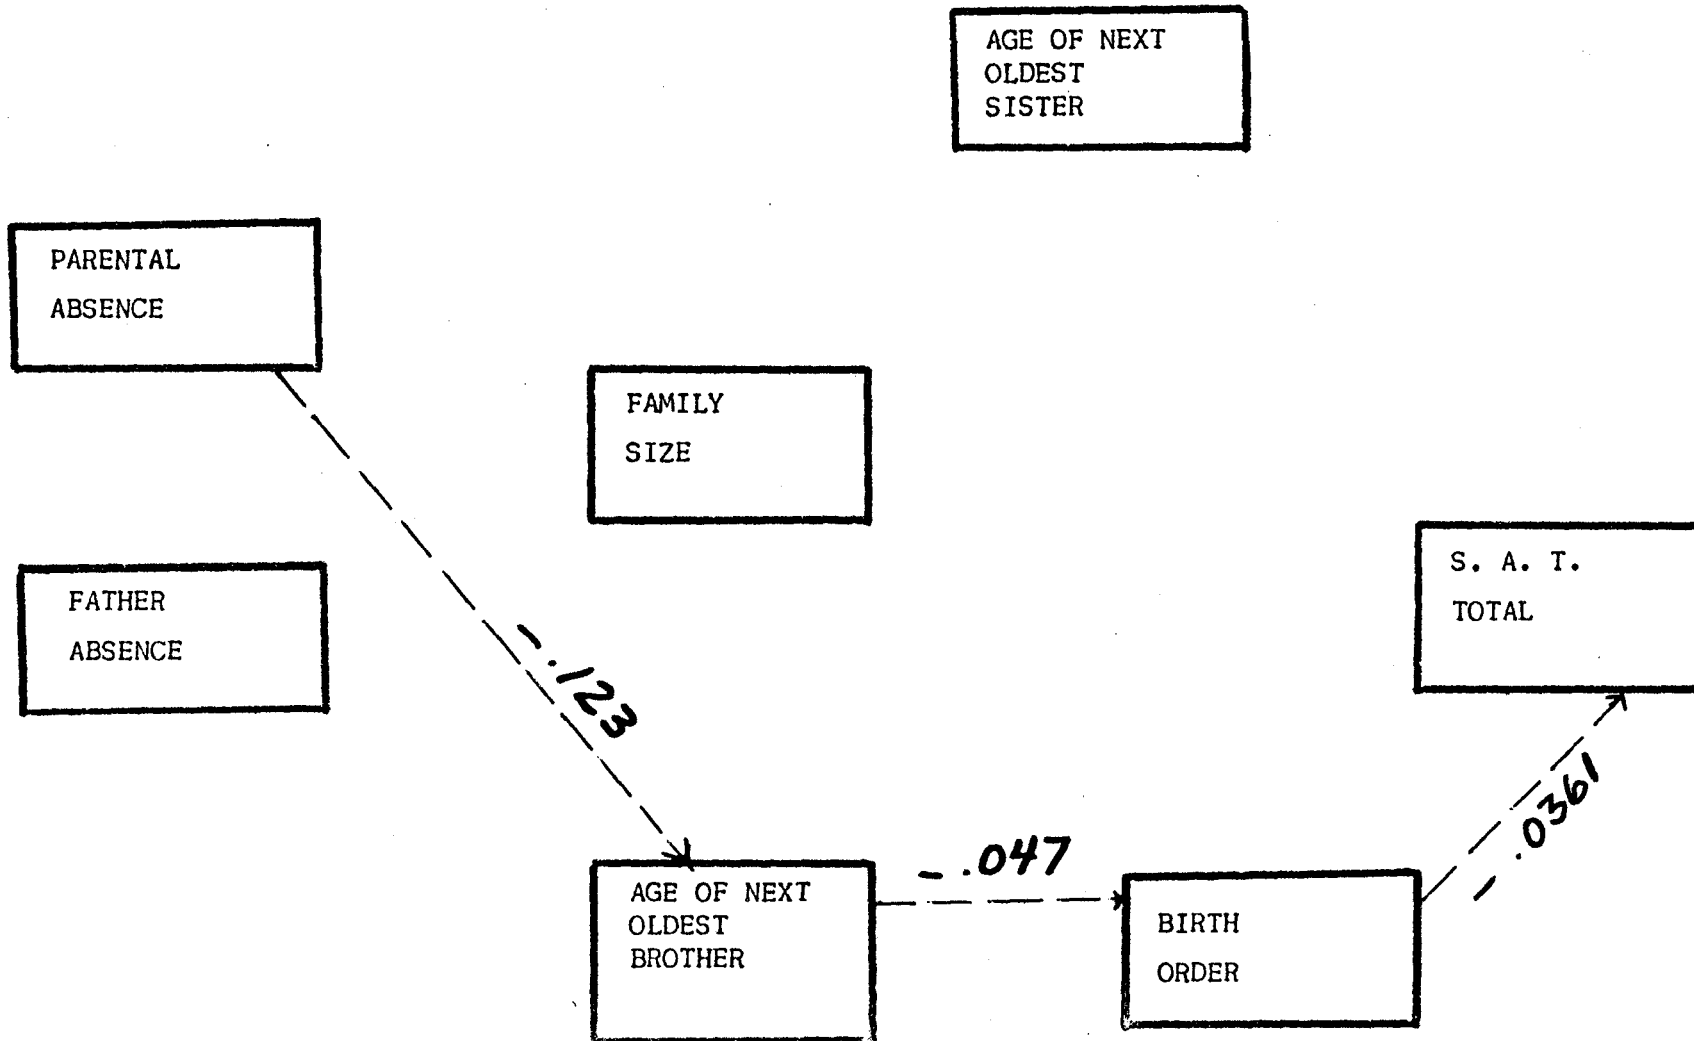 AGE OF NEXT
OLDEST
SISTER
PARENTAL
ABSENCE
FAMILY
SIZE
FATHER
ABSENCE
S. A. T.
TOTAL
-.123
-.047
-.0361
AGE OF NEXT
OLDEST
BROTHER
BIRTH
ORDER